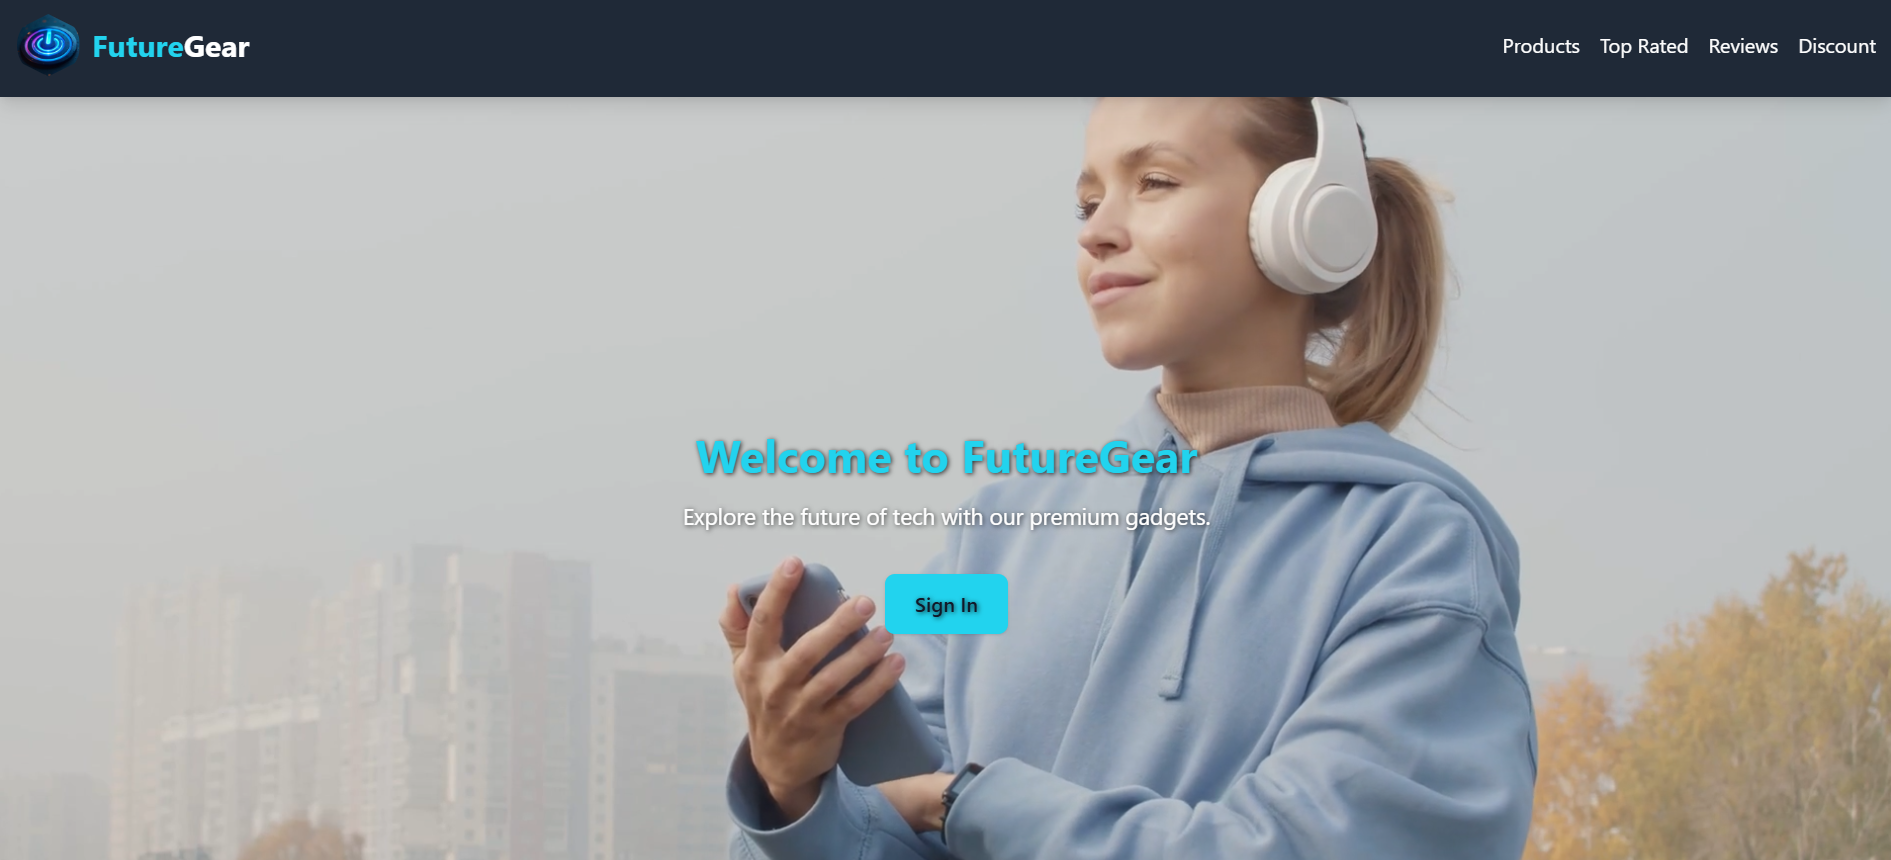 FutureGear
Products Top Rated Reviews Discount
Welcome to FutureGear
Explore the future of tech with our premium gadgets.
Sign In